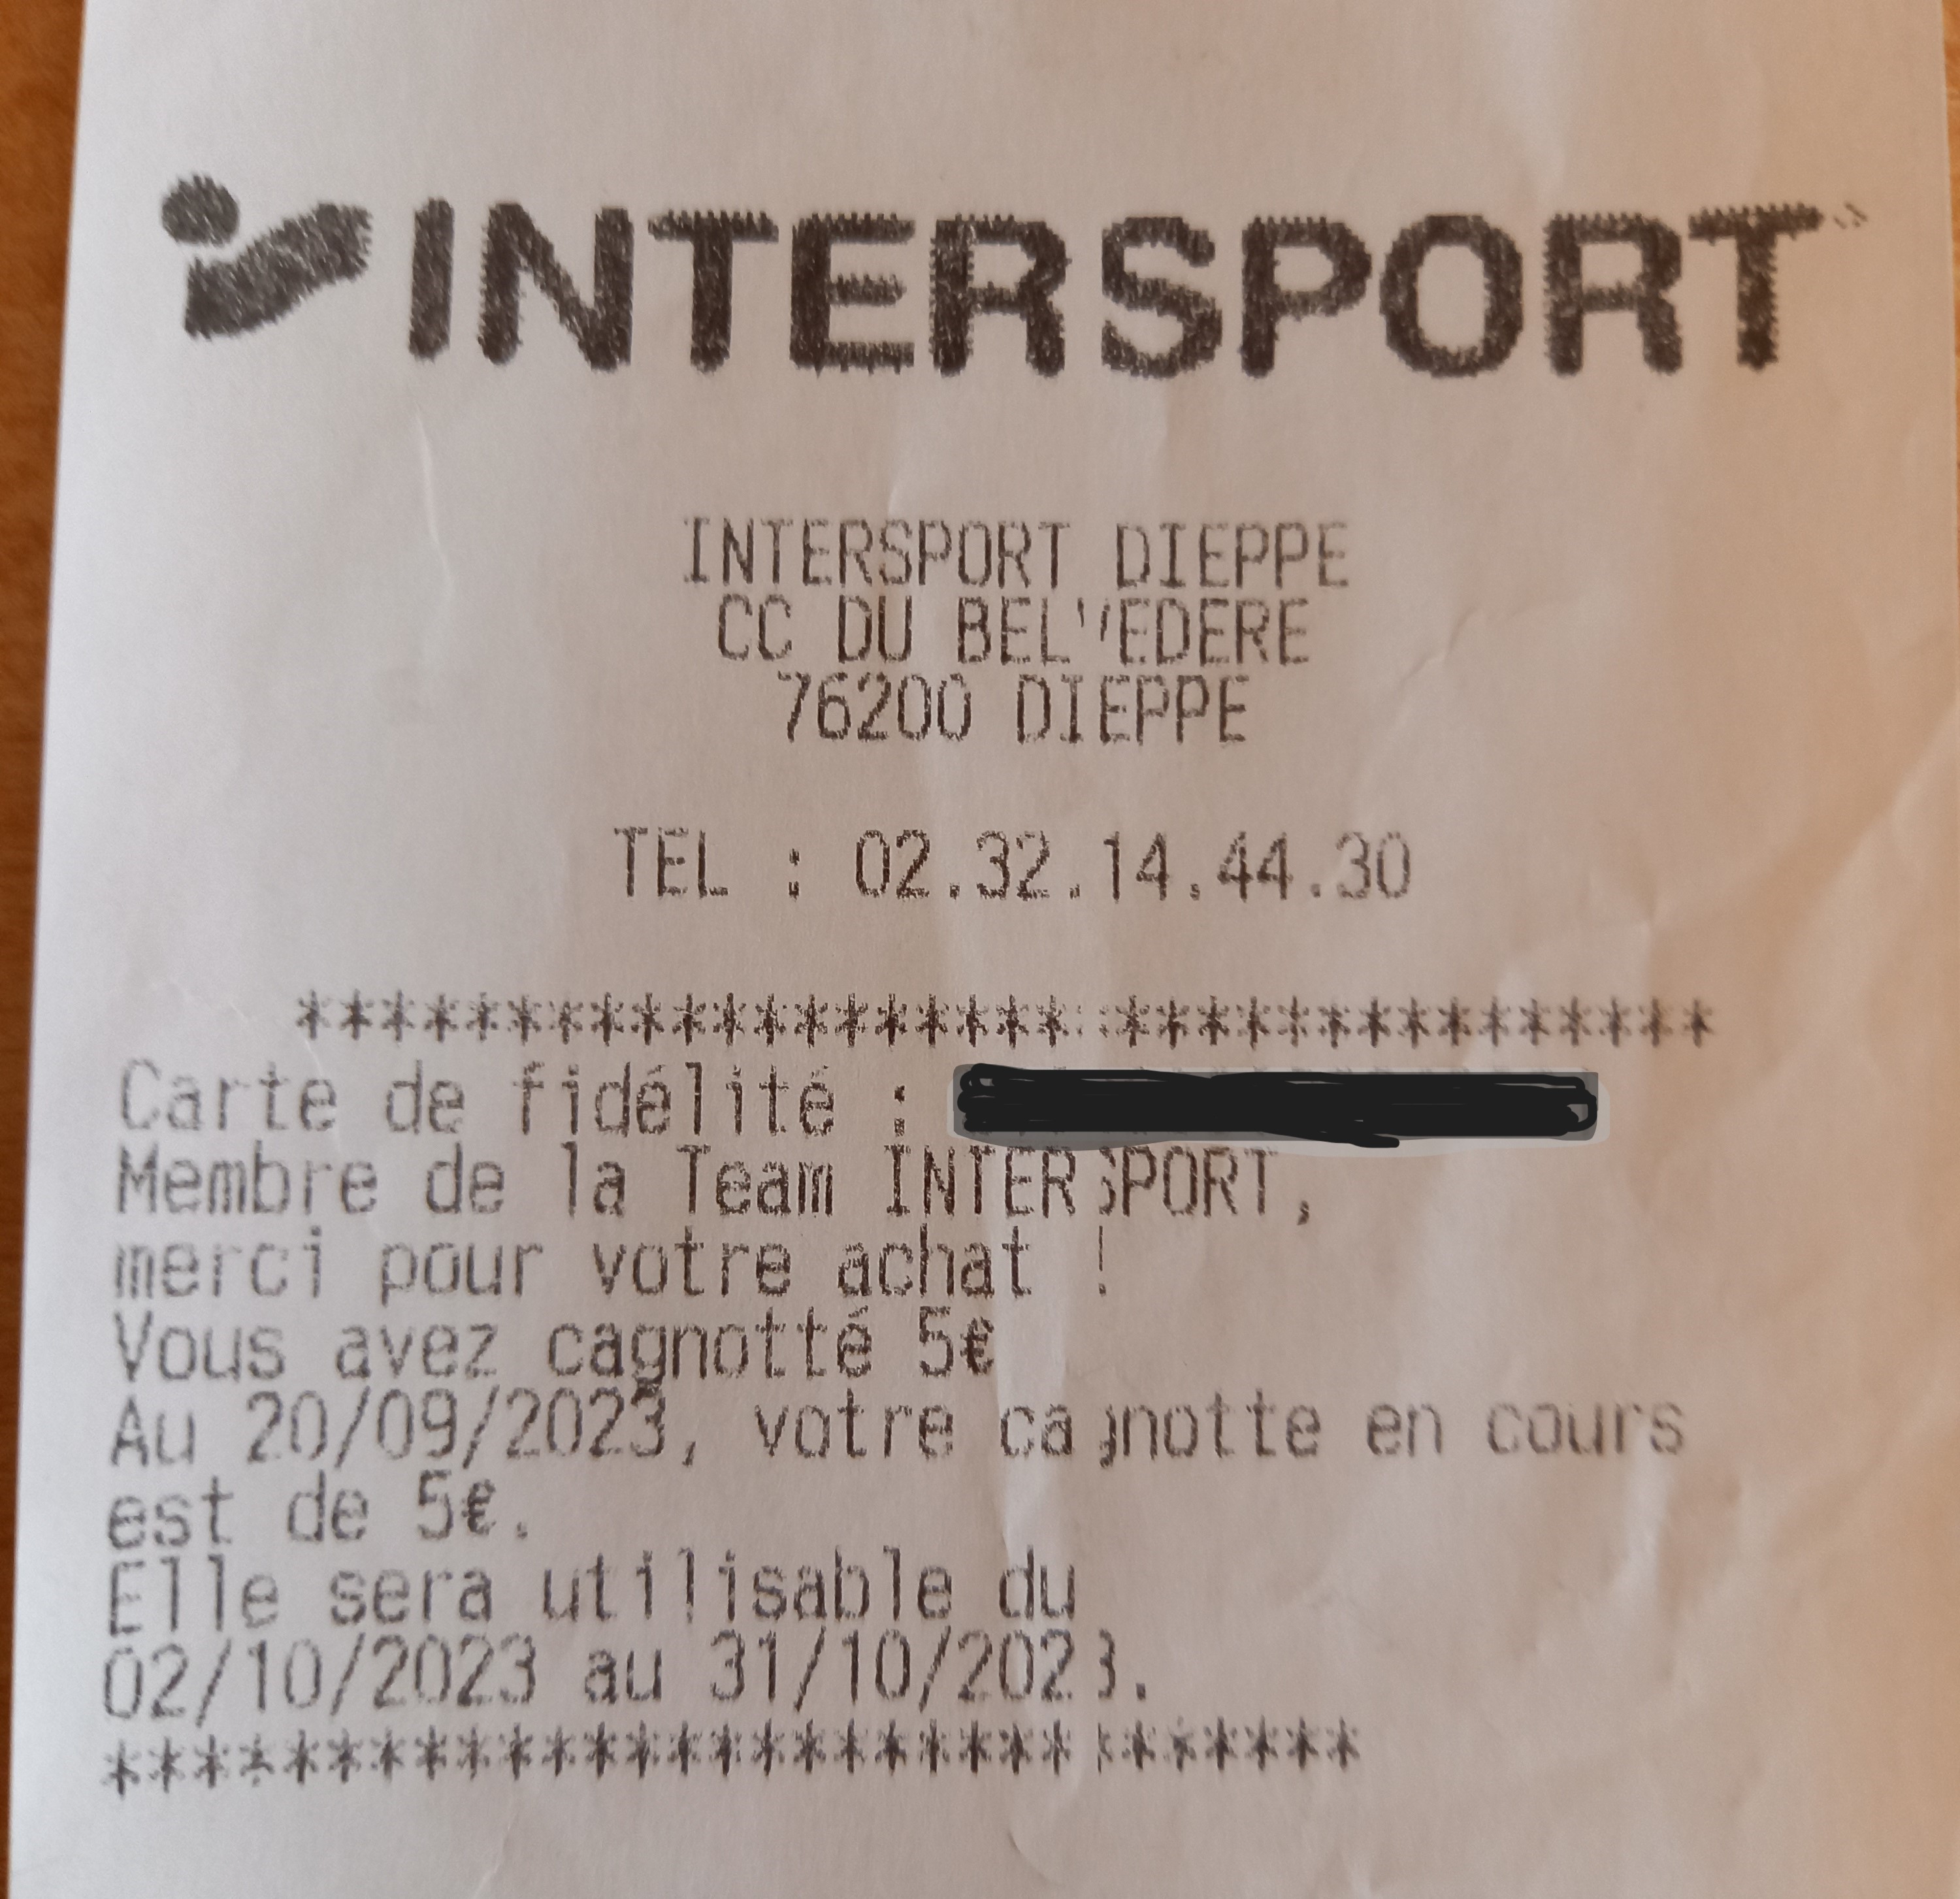 INTERSPORT
INTERSPORT DIEPPE
CC DU BELVEDERE
76200 DIEPPE
TEL : 02.32.14.44.30
**********************************
Carte de fidélité :
Membre de la Team INTERSPORT,
merci pour votre achat !
Vous avez cagnotté 5€
Au 20/09/2023, votre cagnotte en cours
est de 5€.
Elle sera utilisable du
02/10/2023 au 31/10/2023.
******************************